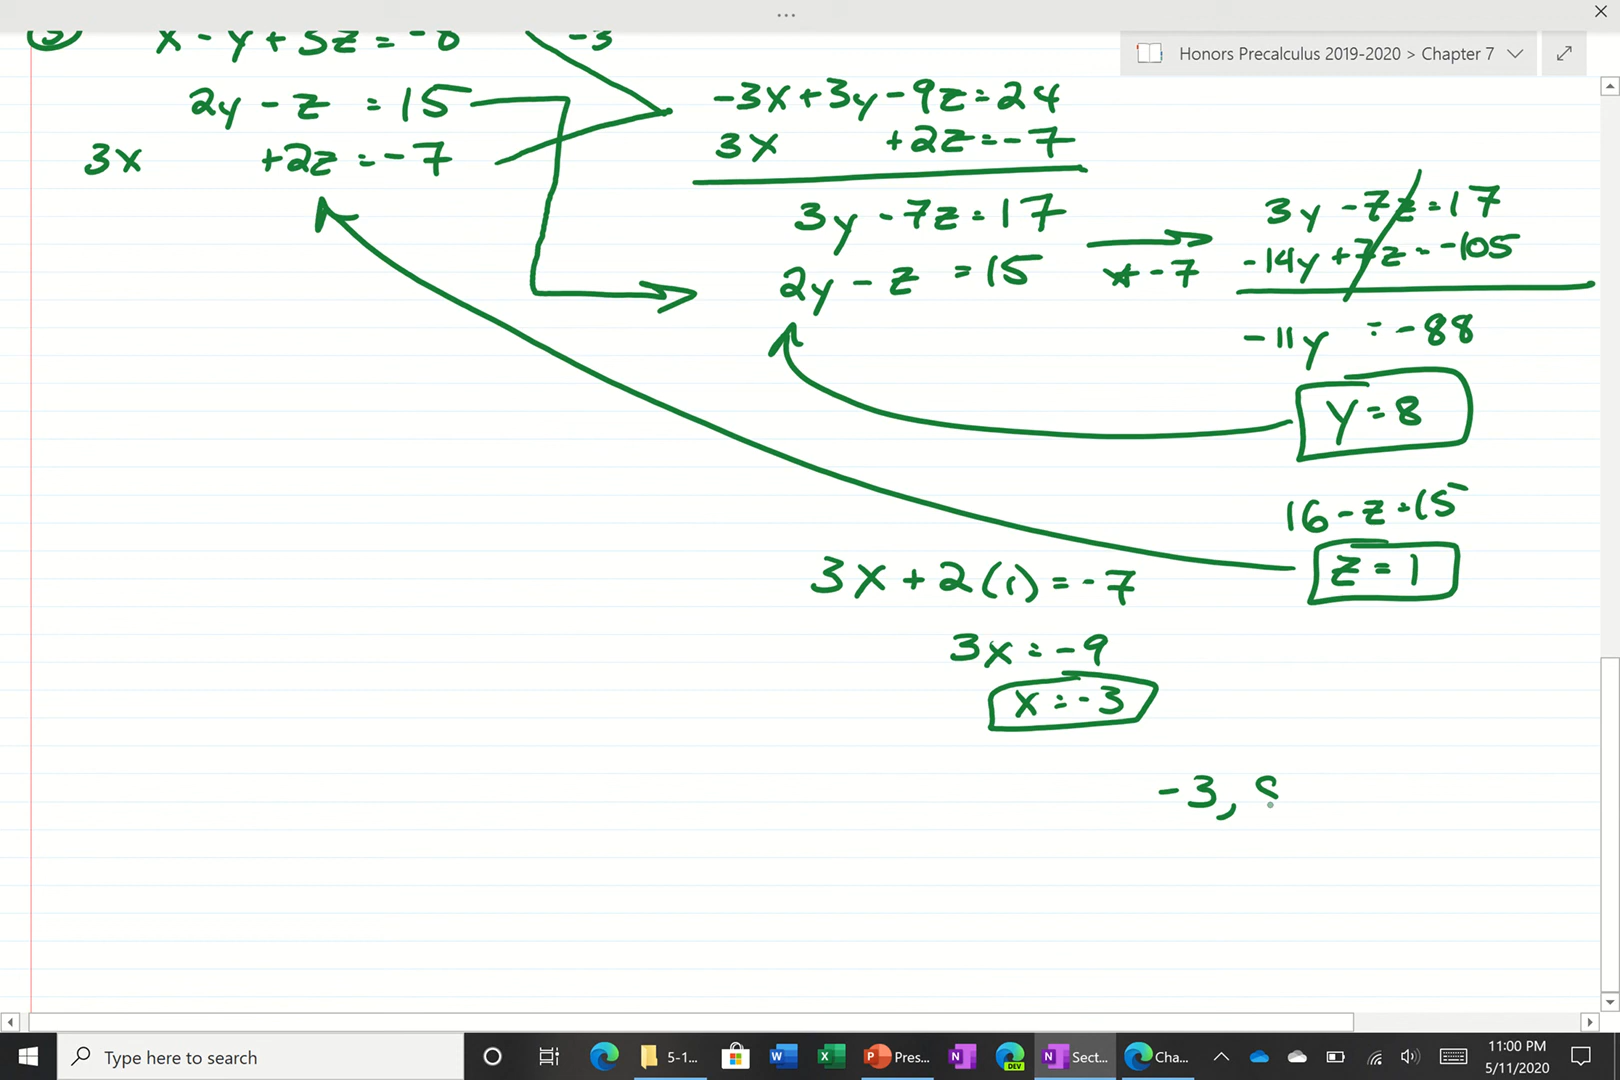 ...
Honors Precalculus 2019-2020 > Chapter 7
-3
2y - z = 15
3x +2z = -7
-3x+3y-9z=24
3x +2z=-7
3y -7z=17
2y - z = 15
* -7
3y -7z=17
-14y +7z = -105
-11y = -88
y = 8
16 - z = 15
z = 1
3x + 2(1) = -7
3x = -9
x = -3
-3, 8
Type here to search
5-1...
Pres...
DEV
Sect...
Cha...
11:00 PM
5/11/2020